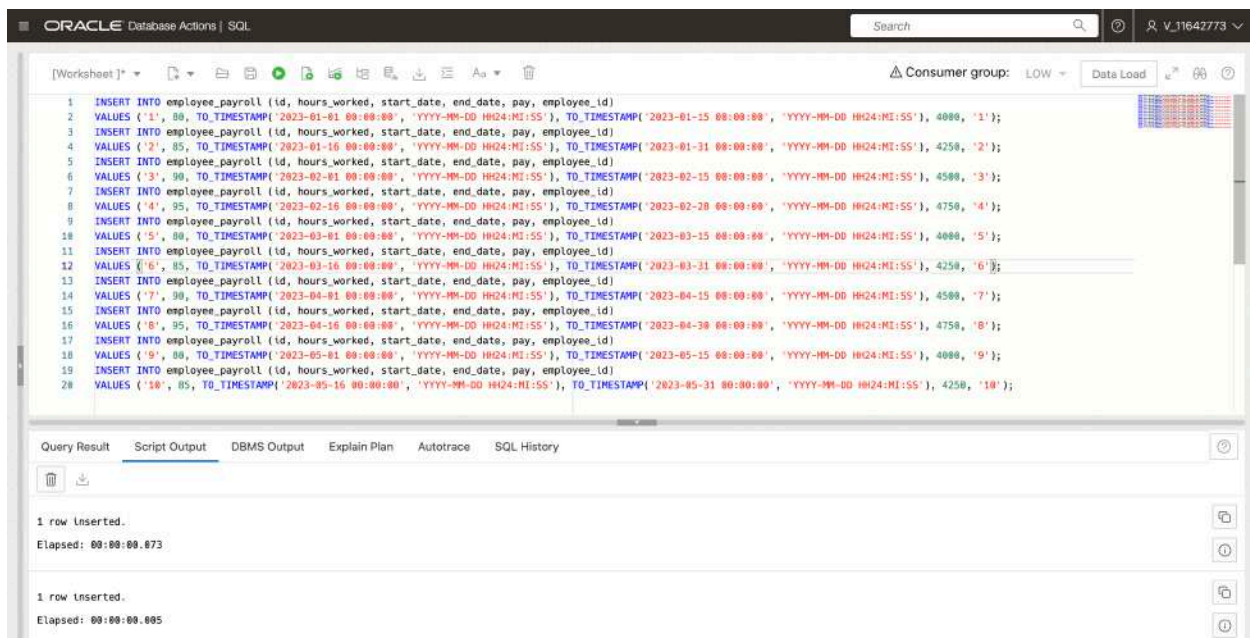 ORACLE Database Actions | SQL
Search
V_11642773
[Worksheet ]*
Aa
Consumer group: LOW
Data Load
1 INSERT INTO employee_payroll (id, hours_worked, start_date, end_date, pay, employee_id)
2 VALUES ('1', 80, TO_TIMESTAMP('2023-01-01 00:00:00', 'YYYY-MM-DD HH24:MI:SS'), TO_TIMESTAMP('2023-01-15 00:00:00', 'YYYY-MM-DD HH24:MI:SS'), 4000, '1');
3 INSERT INTO employee_payroll (id, hours_worked, start_date, end_date, pay, employee_id)
4 VALUES ('2', 85, TO_TIMESTAMP('2023-01-16 00:00:00', 'YYYY-MM-DD HH24:MI:SS'), TO_TIMESTAMP('2023-01-31 00:00:00', 'YYYY-MM-DD HH24:MI:SS'), 4250, '2');
5 INSERT INTO employee_payroll (id, hours_worked, start_date, end_date, pay, employee_id)
6 VALUES ('3', 90, TO_TIMESTAMP('2023-02-01 00:00:00', 'YYYY-MM-DD HH24:MI:SS'), TO_TIMESTAMP('2023-02-15 00:00:00', 'YYYY-MM-DD HH24:MI:SS'), 4500, '3');
7 INSERT INTO employee_payroll (id, hours_worked, start_date, end_date, pay, employee_id)
8 VALUES ('4', 95, TO_TIMESTAMP('2023-02-16 00:00:00', 'YYYY-MM-DD HH24:MI:SS'), TO_TIMESTAMP('2023-02-28 00:00:00', 'YYYY-MM-DD HH24:MI:SS'), 4750, '4');
9 INSERT INTO employee_payroll (id, hours_worked, start_date, end_date, pay, employee_id)
10 VALUES ('5', 80, TO_TIMESTAMP('2023-03-01 00:00:00', 'YYYY-MM-DD HH24:MI:SS'), TO_TIMESTAMP('2023-03-15 00:00:00', 'YYYY-MM-DD HH24:MI:SS'), 4000, '5');
11 INSERT INTO employee_payroll (id, hours_worked, start_date, end_date, pay, employee_id)
12 VALUES ('6', 85, TO_TIMESTAMP('2023-03-16 00:00:00', 'YYYY-MM-DD HH24:MI:SS'), TO_TIMESTAMP('2023-03-31 00:00:00', 'YYYY-MM-DD HH24:MI:SS'), 4250, '6');
13 INSERT INTO employee_payroll (id, hours_worked, start_date, end_date, pay, employee_id)
14 VALUES ('7', 90, TO_TIMESTAMP('2023-04-01 00:00:00', 'YYYY-MM-DD HH24:MI:SS'), TO_TIMESTAMP('2023-04-15 00:00:00', 'YYYY-MM-DD HH24:MI:SS'), 4500, '7');
15 INSERT INTO employee_payroll (id, hours_worked, start_date, end_date, pay, employee_id)
16 VALUES ('8', 95, TO_TIMESTAMP('2023-04-16 00:00:00', 'YYYY-MM-DD HH24:MI:SS'), TO_TIMESTAMP('2023-04-30 00:00:00', 'YYYY-MM-DD HH24:MI:SS'), 4750, '8');
17 INSERT INTO employee_payroll (id, hours_worked, start_date, end_date, pay, employee_id)
18 VALUES ('9', 80, TO_TIMESTAMP('2023-05-01 00:00:00', 'YYYY-MM-DD HH24:MI:SS'), TO_TIMESTAMP('2023-05-15 00:00:00', 'YYYY-MM-DD HH24:MI:SS'), 4000, '9');
19 INSERT INTO employee_payroll (id, hours_worked, start_date, end_date, pay, employee_id)
20 VALUES ('10', 85, TO_TIMESTAMP('2023-05-16 00:00:00', 'YYYY-MM-DD HH24:MI:SS'), TO_TIMESTAMP('2023-05-31 00:00:00', 'YYYY-MM-DD HH24:MI:SS'), 4250, '10');
Query Result Script Output DBMS Output Explain Plan Autotrace SQL History
1 row inserted.
Elapsed: 00:00:00.073
1 row inserted.
Elapsed: 00:00:00.005